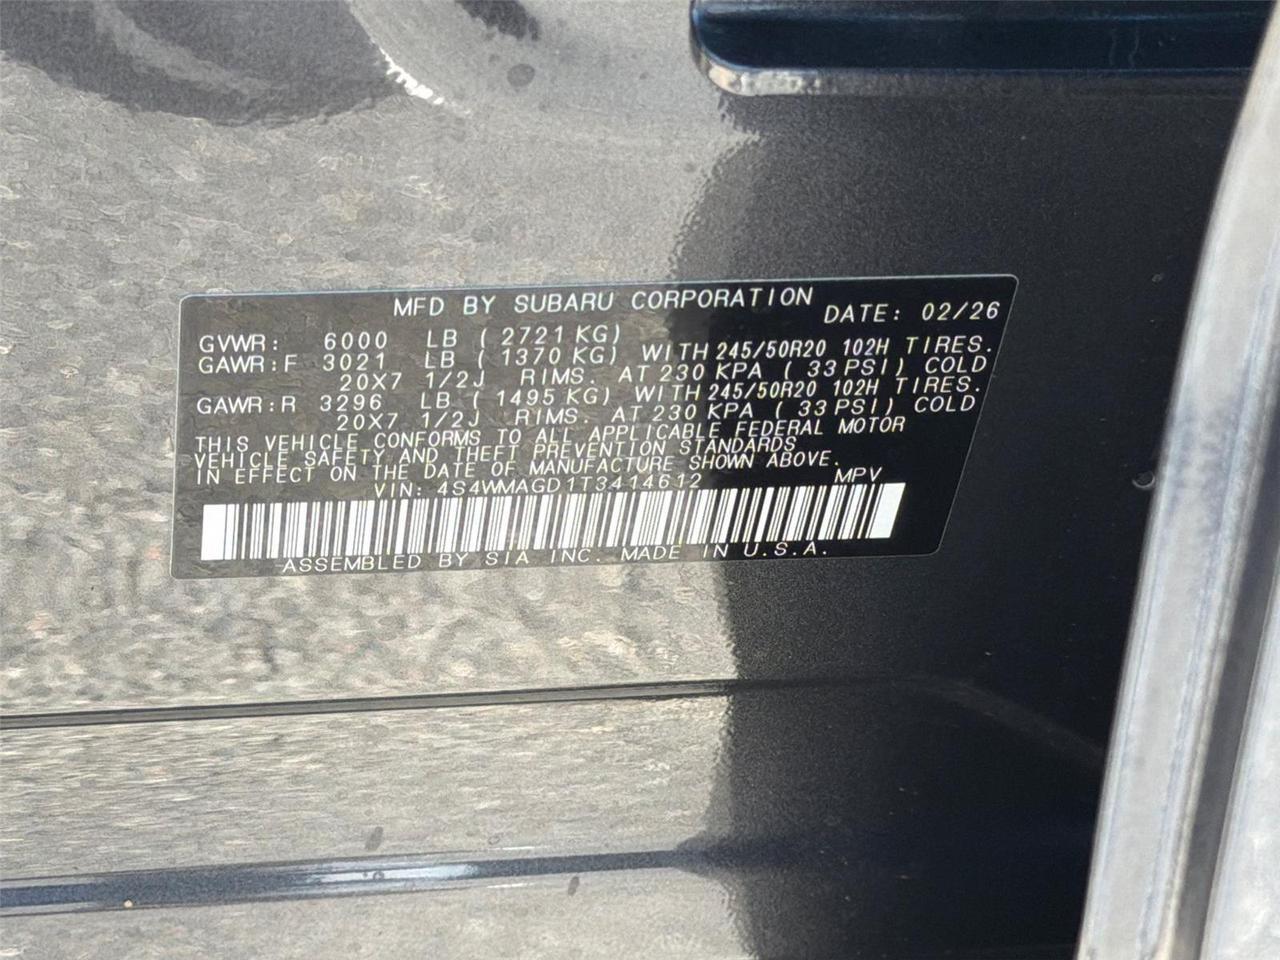 MFD BY SUBARU CORPORATION
DATE: 02/26
GVWR: 6000 LB ( 2721 KG)
GAWR:F 3021 LB ( 1370 KG) WITH 245/50R20 102H TIRES.
20X7 1/2J RIMS. AT 230 KPA ( 33 PSI) COLD
GAWR:R 3296 LB ( 1495 KG) WITH 245/50R20 102H TIRES.
20X7 1/2J RIMS. AT 230 KPA ( 33 PSI) COLD
THIS VEHICLE CONFORMS TO ALL APPLICABLE FEDERAL MOTOR
VEHICLE SAFETY AND THEFT PREVENTION STANDARDS
IN EFFECT ON THE DATE OF MANUFACTURE SHOWN ABOVE.
VIN: 4S4WMAGD1T3414612 MPV
ASSEMBLED BY SIA INC. MADE IN U.S.A.